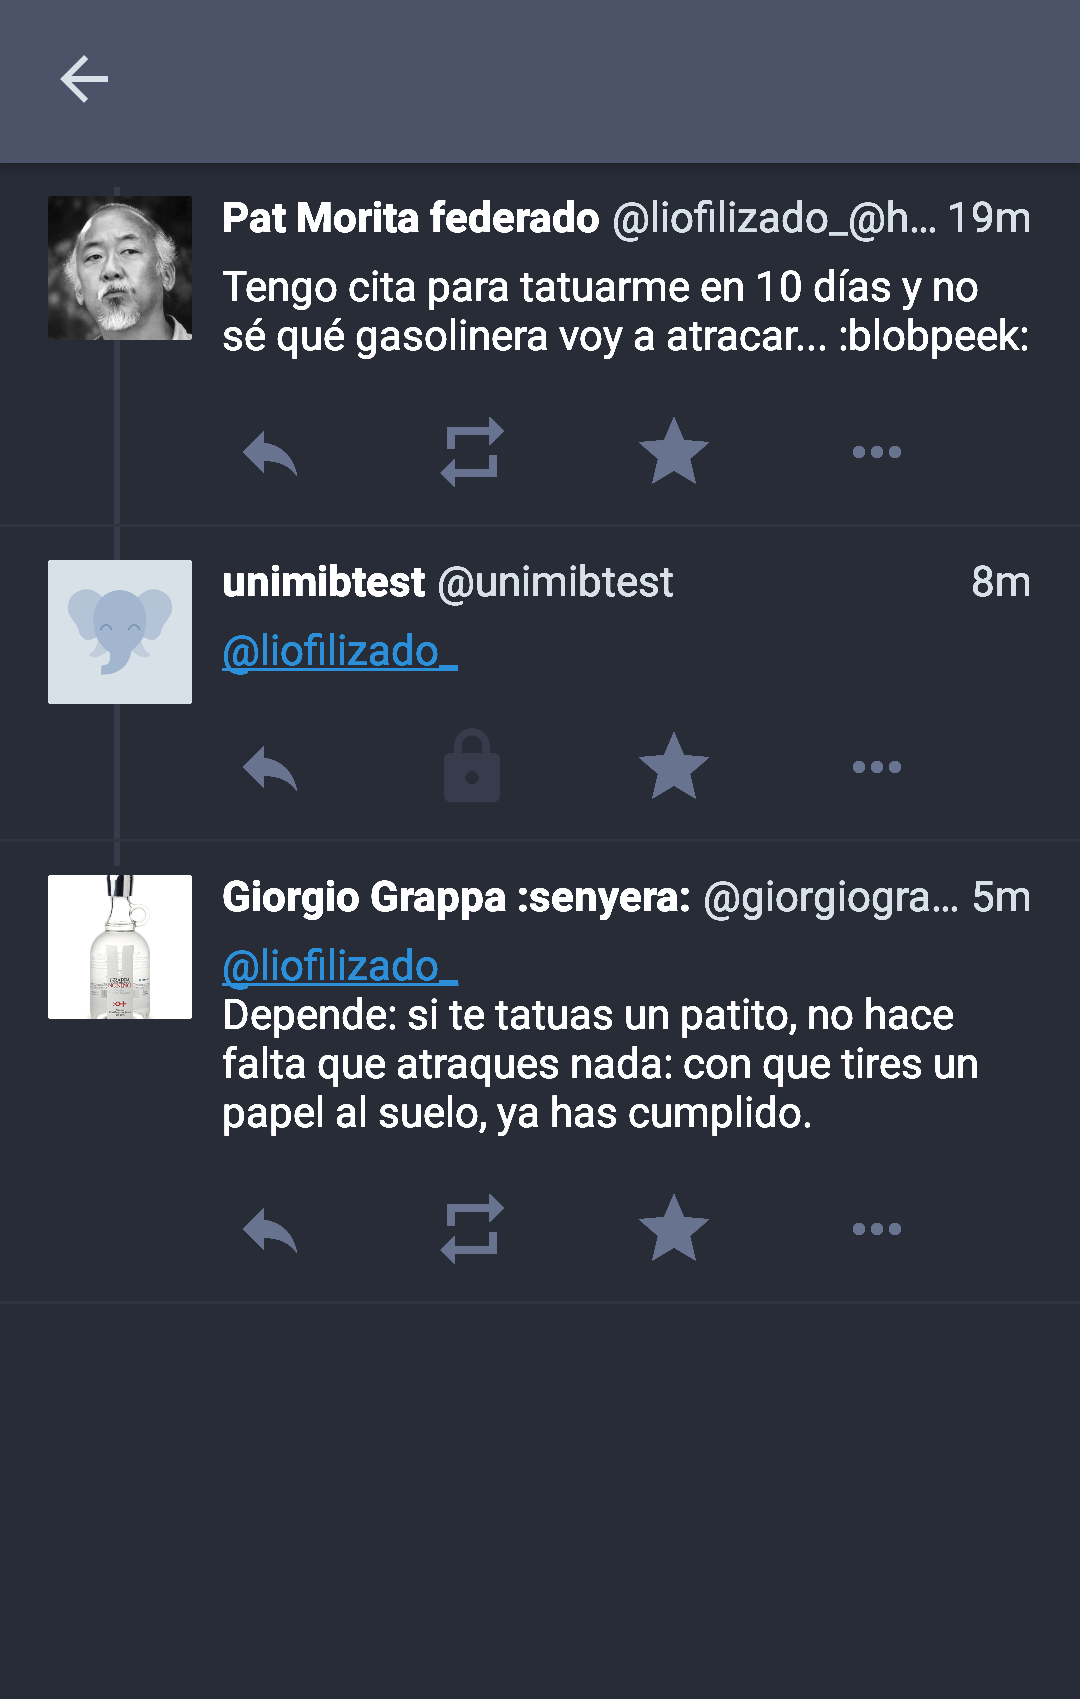 Pat Morita federado @liofilizado_@h... 19m
Tengo cita para tatuarme en 10 días y no
sé qué gasolinera voy a atracar... :blobpeek:
unimibtest @unimibtest 8m
@liofilizado_
Giorgio Grappa :senyera: @giorgiogra... 5m
@liofilizado_
Depende: si te tatuas un patito, no hace
falta que atraques nada: con que tires un
papel al suelo, ya has cumplido.